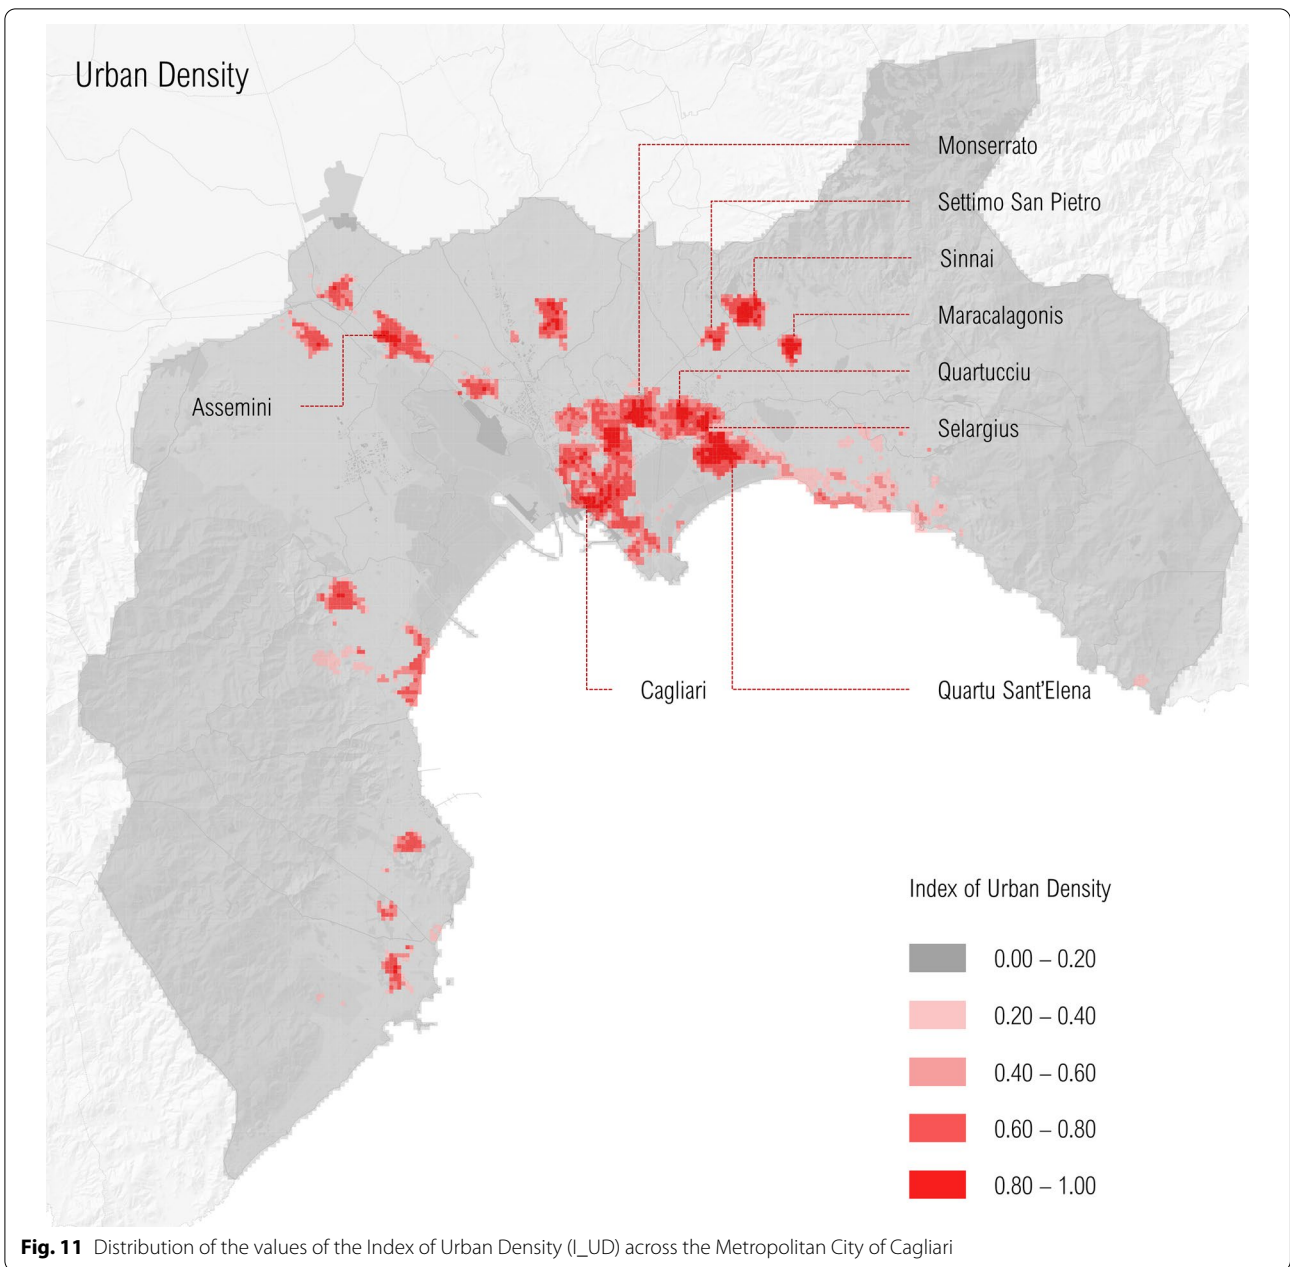 Urban Density
Monserrato
Settimo San Pietro
Sinnai
Maracalagonis
Quartucciu
Assemini
Selargius
Cagliari
Quartu Sant'Elena
Index of Urban Density
0.00 – 0.20
0.20 – 0.40
0.40 – 0.60
0.60 – 0.80
0.80 – 1.00
Fig. 11 Distribution of the values of the Index of Urban Density (I_UD) across the Metropolitan City of Cagliari